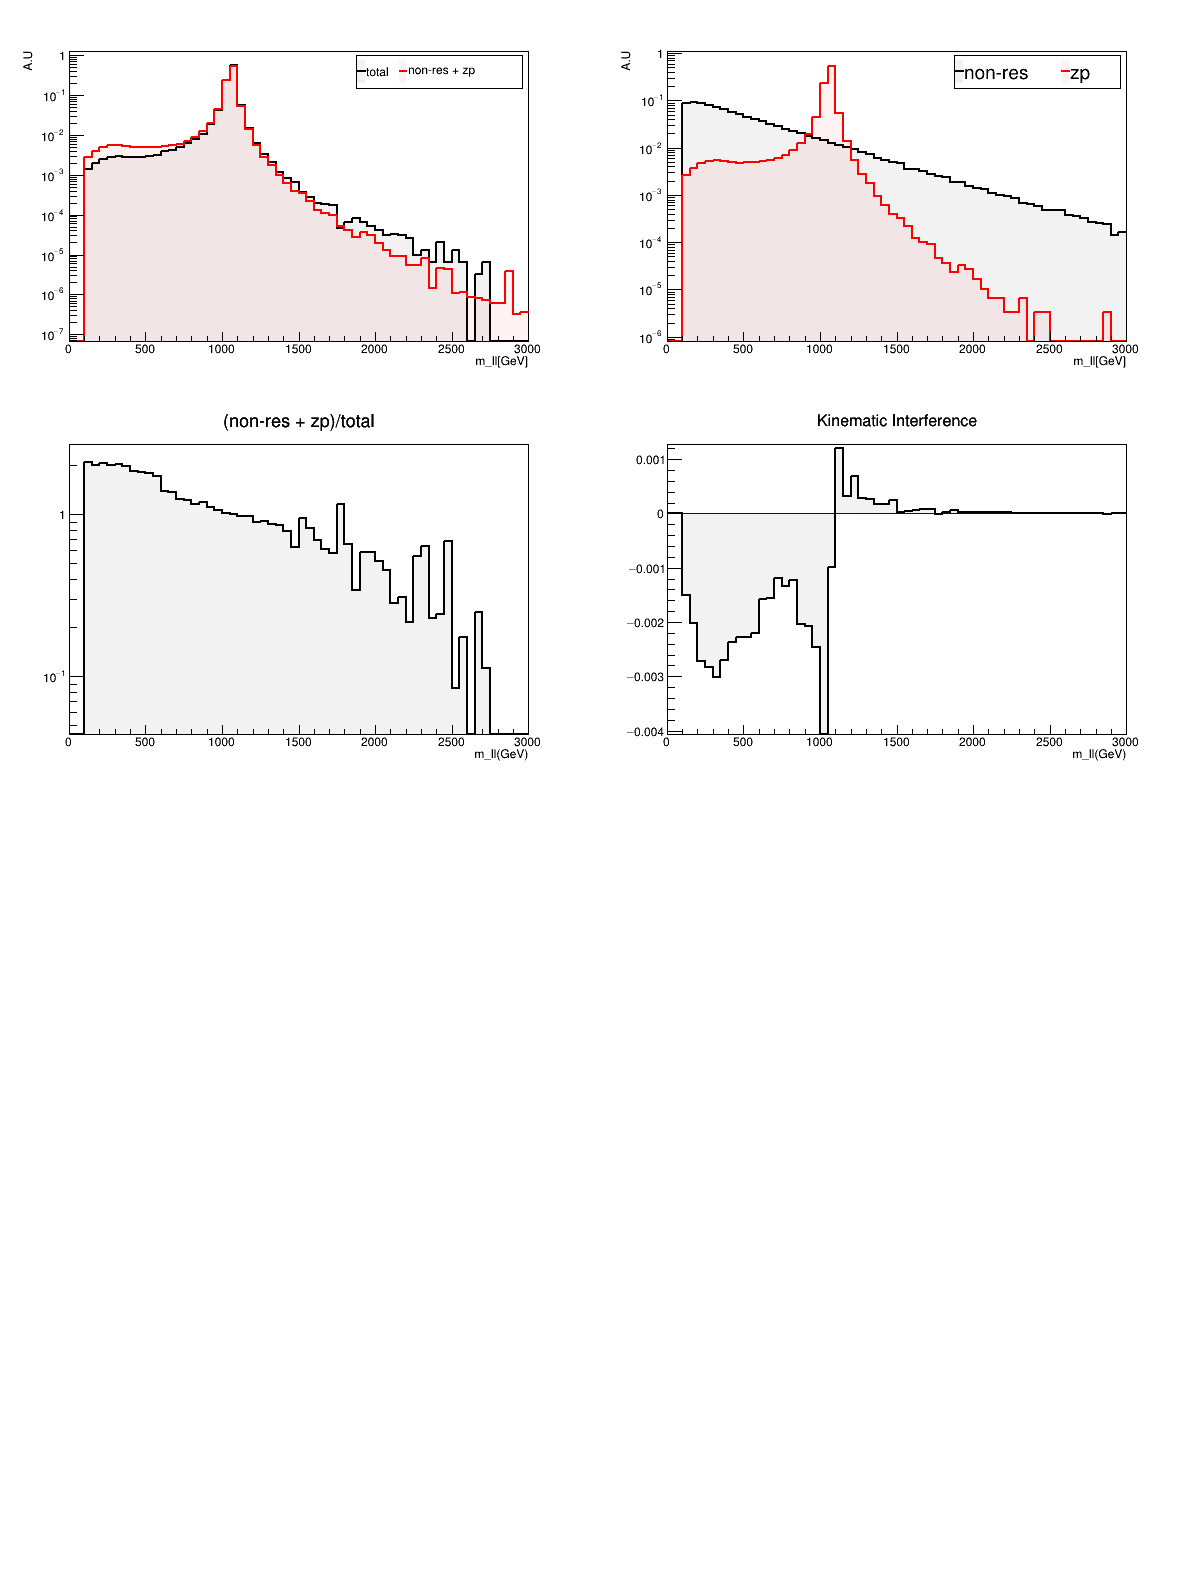 A.U
1
10⁻¹
10⁻²
10⁻³
10⁻⁴
10⁻⁵
10⁻⁶
10⁻⁷
total non-res + zp
0 500 1000 1500 2000 2500 3000
m_ll[GeV]
A.U
1
10⁻¹
10⁻²
10⁻³
10⁻⁴
10⁻⁵
10⁻⁶
non-res zp
0 500 1000 1500 2000 2500 3000
m_ll[GeV]
(non-res + zp)/total
1
10⁻¹
0 500 1000 1500 2000 2500 3000
m_ll(GeV)
Kinematic Interference
0.001
0
−0.001
−0.002
−0.003
−0.004
0 500 1000 1500 2000 2500 3000
m_ll(GeV)